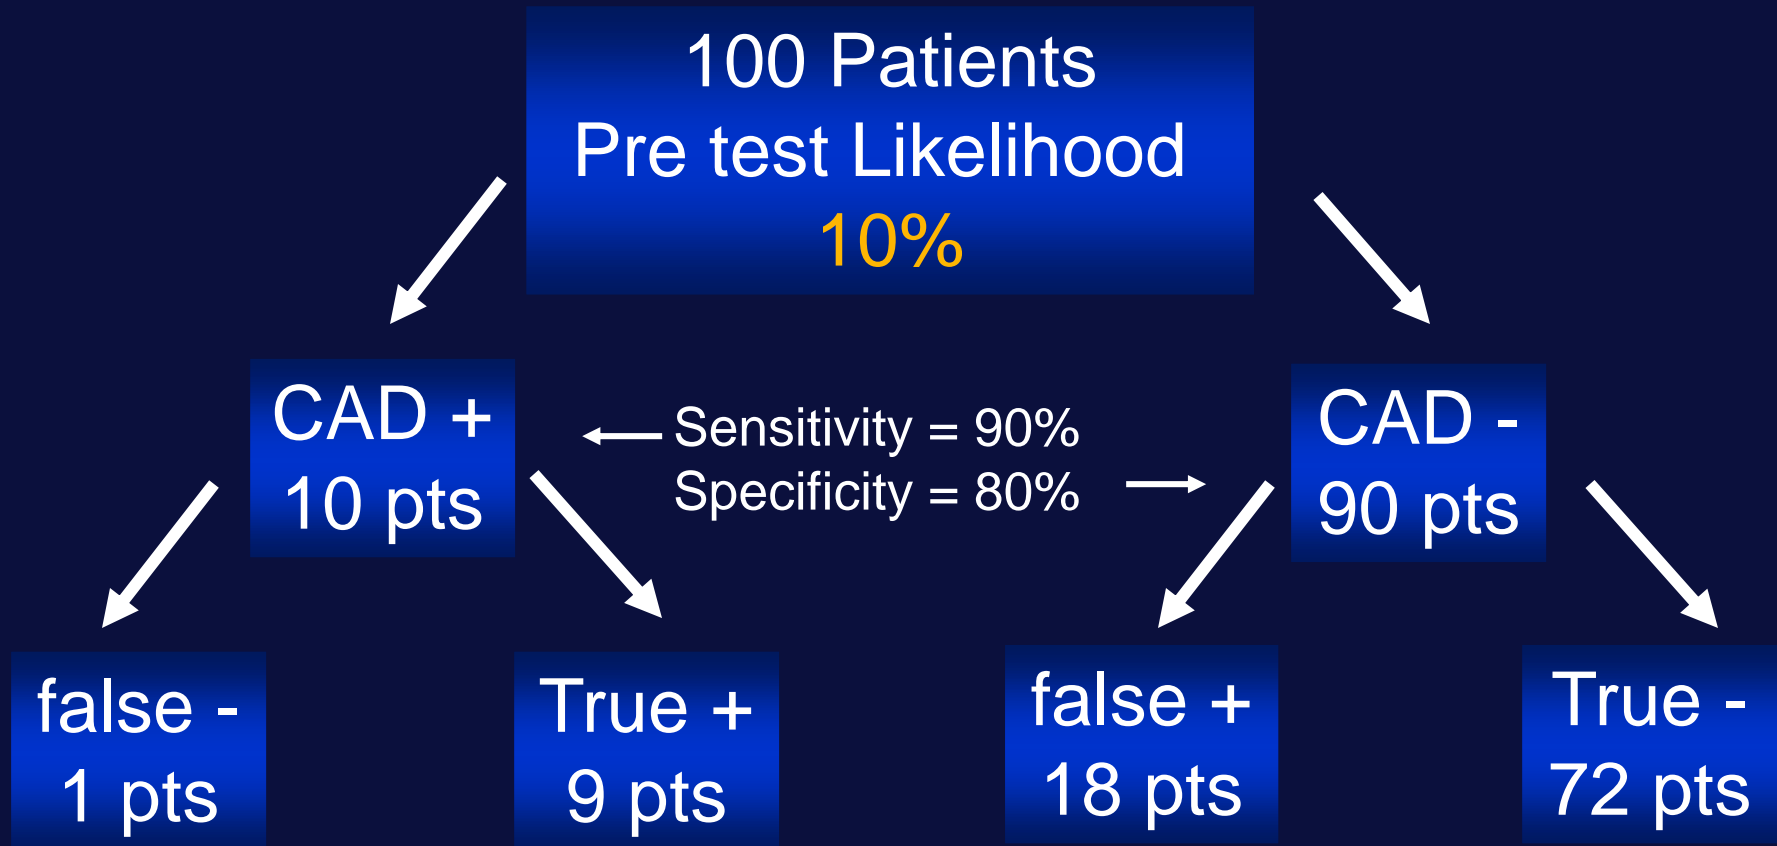 100 Patients
Pre test Likelihood
10%
CAD +
10 pts
Sensitivity = 90%
Specificity = 80%
CAD -
90 pts
false -
1 pts
True +
9 pts
false +
18 pts
True -
72 pts